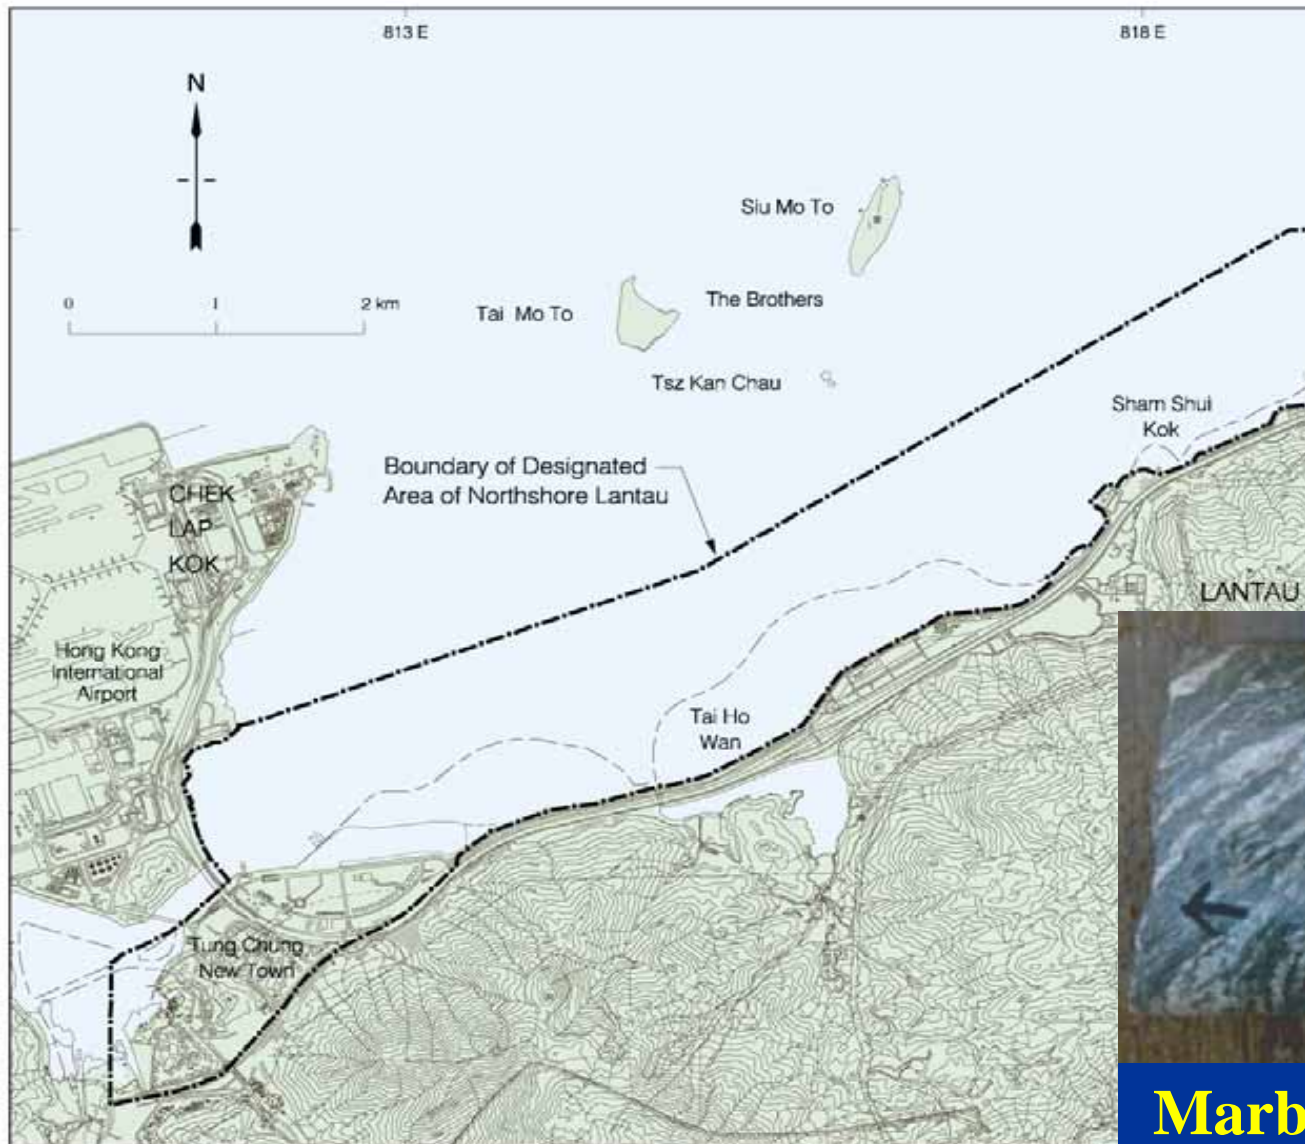 813 E
818 E
N
Siu Mo To
0
1
2 km
The Brothers
Tai Mo To
Tsz Kan Chau
Sham Shui
Kok
Boundary of Designated
Area of Northshore Lantau
CHEK
LAP
KOK
LANTAU
Hong Kong
International
Airport
Tai Ho
Wan
Tung Chung
New Town
Marb